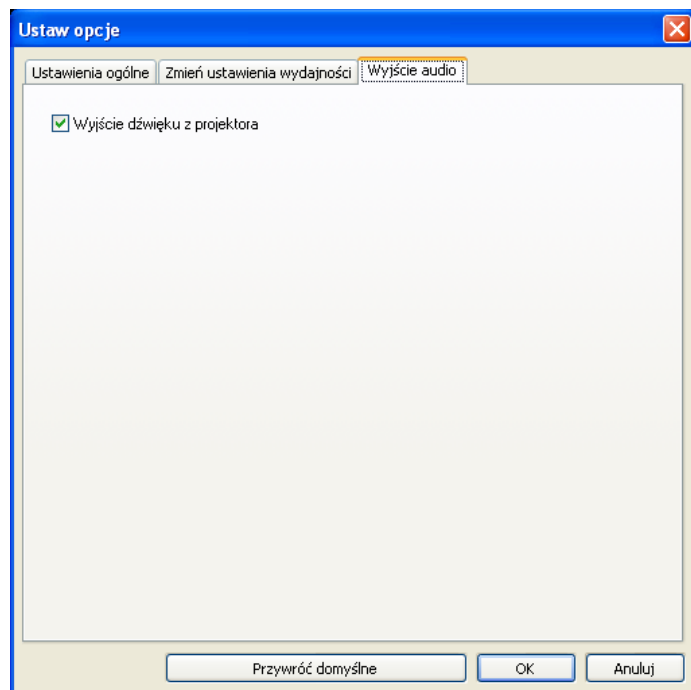 Ustaw opcje
Ustawienia ogólne Zmień ustawienia wydajności Wyjście audio
Wyjście dźwięku z projektora
Przywróć domyślne OK Anuluj